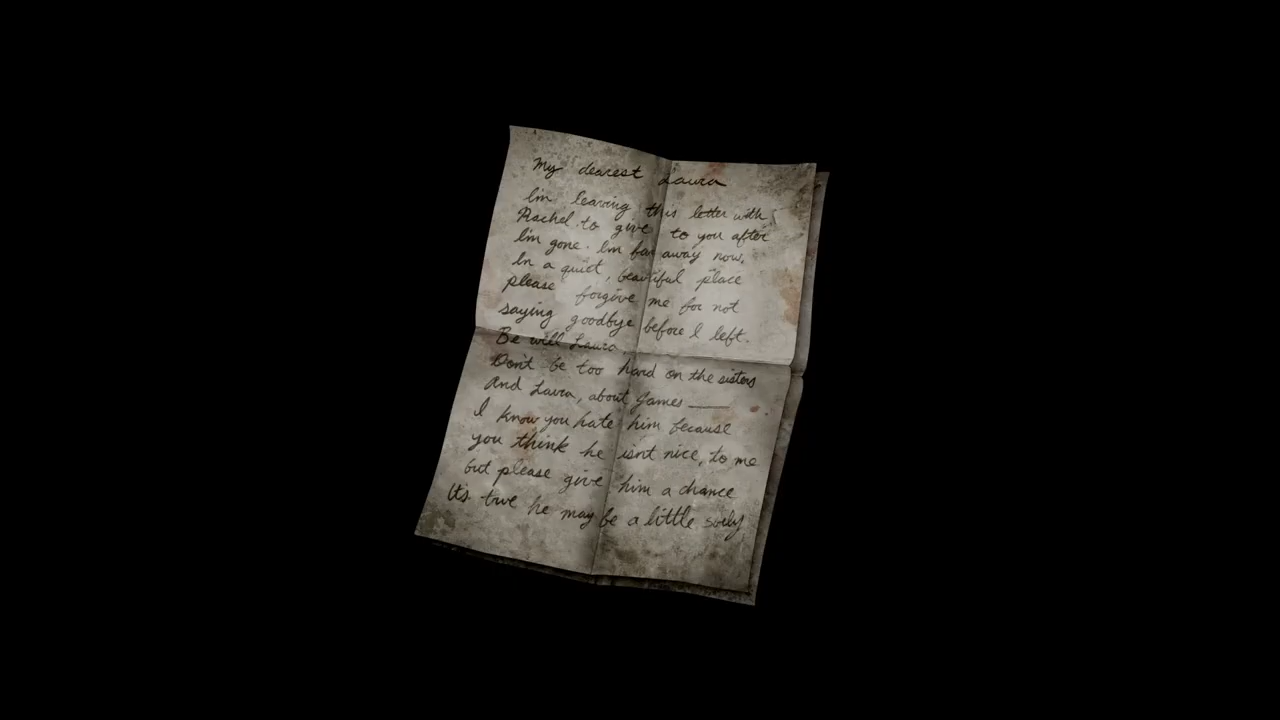 My dearest Laura
I'm leaving this letter with
Rachel to give to you after
I'm gone. I'm far away now,
In a quiet, beautiful place
please forgive me for not
saying goodbye before I left.
Be will Laura
Don't be too hard on the sisters
And Laura, about James ____
I know you hate him because
you think he isn't nice, to me
but please give him a chance
It's true he may be a little surly